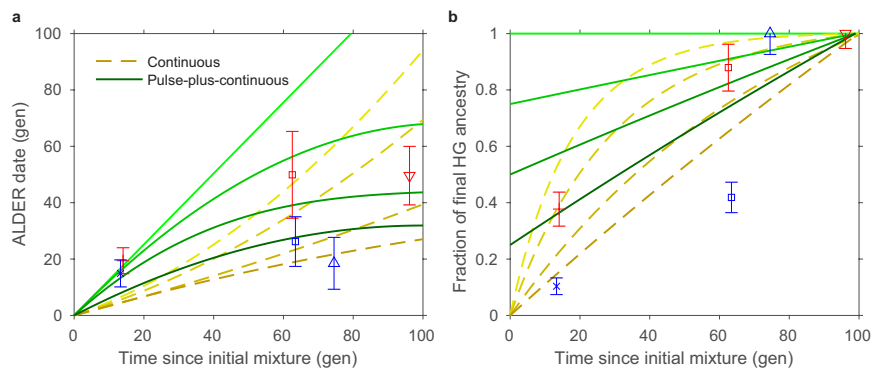 a
100
80
60
40
20
0
ALDER date (gen)
Continuous
Pulse-plus-continuous
0 20 40 60 80 100
Time since initial mixture (gen)
b
1
0.8
0.6
0.4
0.2
0
Fraction of final HG ancestry
0 20 40 60 80 100
Time since initial mixture (gen)